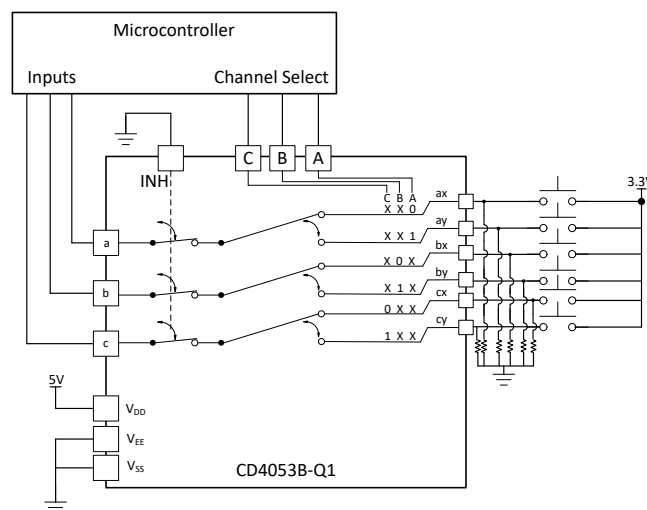 Microcontroller
Inputs
Channel Select
INH
C
B
A
C B A
X X 0
ax
3.3V
X X 1
ay
a
X 0 X
bx
X 1 X
by
b
0 X X
cx
1 X X
cy
c
5V
VDD
VEE
VSS
CD4053B-Q1